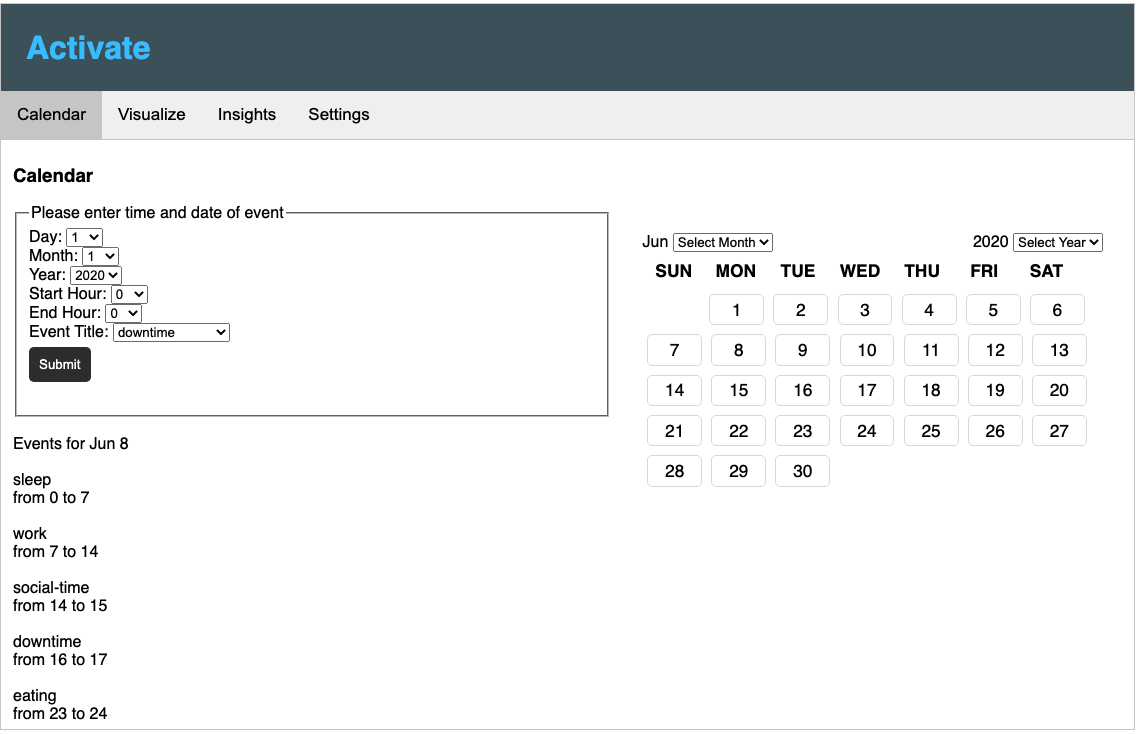 Activate
Calendar Visualize Insights Settings
Calendar
Please enter time and date of event
Day: 1
Month: 1
Year: 2020
Start Hour: 0
End Hour: 0
Event Title: downtime
Submit
Events for Jun 8
sleep
from 0 to 7
work
from 7 to 14
social-time
from 14 to 15
downtime
from 16 to 17
eating
from 23 to 24
Jun Select Month 2020 Select Year
SUN MON TUE WED THU FRI SAT
1 2 3 4 5 6
7 8 9 10 11 12 13
14 15 16 17 18 19 20
21 22 23 24 25 26 27
28 29 30